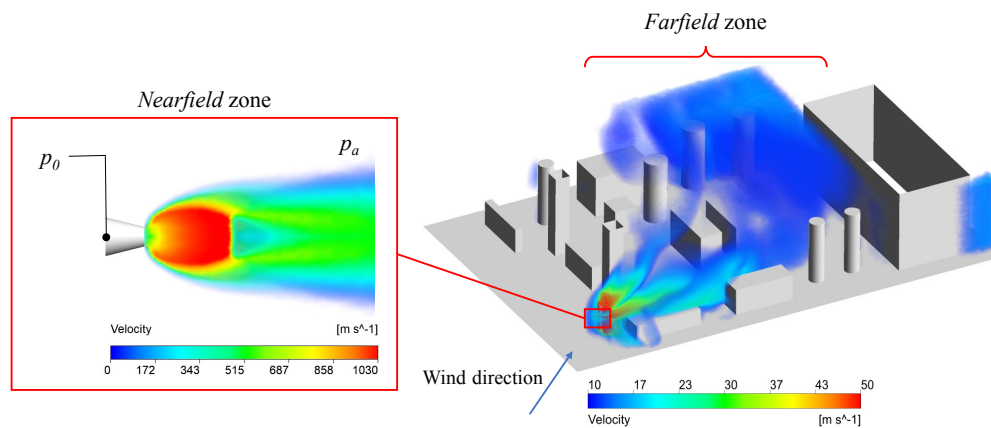 Farfield zone
Nearfield zone
p0
pa
Velocity [m s^-1]
0 172 343 515 687 858 1030
Wind direction
10 17 23 30 37 43 50
Velocity [m s^-1]